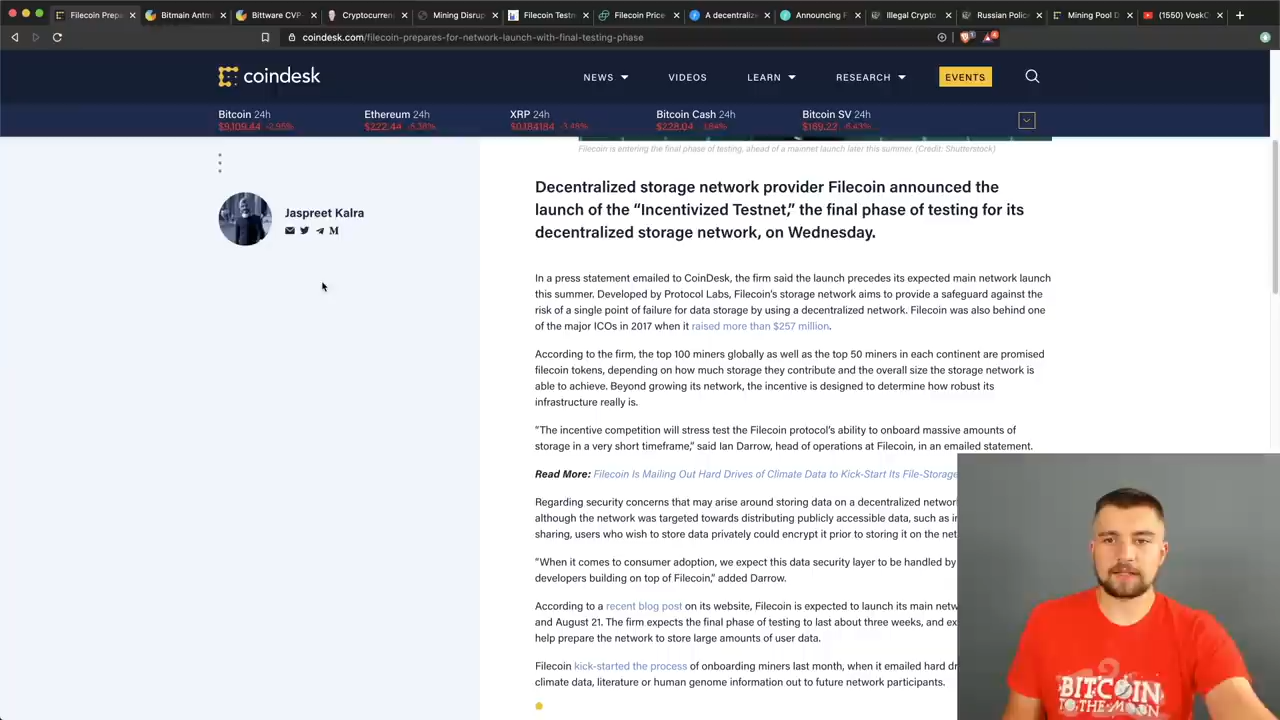 Filecoin Prep
Bitmain Antm
Bitware CVP-
Cryptocurren
Mining Disrup
Filecoin Testn
Filecoin Price
A decentraliz
Announcing F
Illegal Crypto
Russian Polic
Mining Pool D
(1550) VoskC
coindesk.com/filecoin-prepares-for-network-launch-with-final-testing-phase
coindesk
NEWS
VIDEOS
LEARN
RESEARCH
EVENTS
Bitcoin 24h
Ethereum 24h
XRP 24h
Bitcoin Cash 24h
Bitcoin SV 24h
$9,109.44 -2.95%
$222.44 -5.38%
$0.184184 -3.48%
$228.04
$169.22
Filecoin is entering the final phase of testing, ahead of a mainnet launch later this summer. (Credit: Shutterstock)
Jaspreet Kalra
Decentralized storage network provider Filecoin announced the
launch of the “Incentivized Testnet,” the final phase of testing for its
decentralized storage network, on Wednesday.
In a press statement emailed to CoinDesk, the firm said the launch precedes its expected main network launch
this summer. Developed by Protocol Labs, Filecoin’s storage network aims to provide a safeguard against the
risk of a single point of failure for data storage by using a decentralized network. Filecoin was also behind one
of the major ICOs in 2017 when it raised more than $257 million.
According to the firm, the top 100 miners globally as well as the top 50 miners in each continent are promised
filecoin tokens, depending on how much storage they contribute and the overall size the storage network is
able to achieve. Beyond growing its network, the incentive is designed to determine how robust its
infrastructure really is.
“The incentive competition will stress test the Filecoin protocol’s ability to onboard massive amounts of
storage in a very short timeframe,” said Ian Darrow, head of operations at Filecoin, in an emailed statement.
Read More: Filecoin Is Mailing Out Hard Drives of Climate Data to Kick-Start Its File-Storage
Regarding security concerns that may arise around storing data on a decentralized networ
although the network was targeted towards distributing publicly accessible data, such as in
sharing, users who wish to store data privately could encrypt it prior to storing it on the net
“When it comes to consumer adoption, we expect this data security layer to be handled by
developers building on top of Filecoin,” added Darrow.
According to a recent blog post on its website, Filecoin is expected to launch its main netw
and August 21. The firm expects the final phase of testing to last about three weeks, and ex
help prepare the network to store large amounts of user data.
Filecoin kick-started the process of onboarding miners last month, when it emailed hard dr
climate data, literature or human genome information out to future network participants.
BITCOIN
TO THE MOON